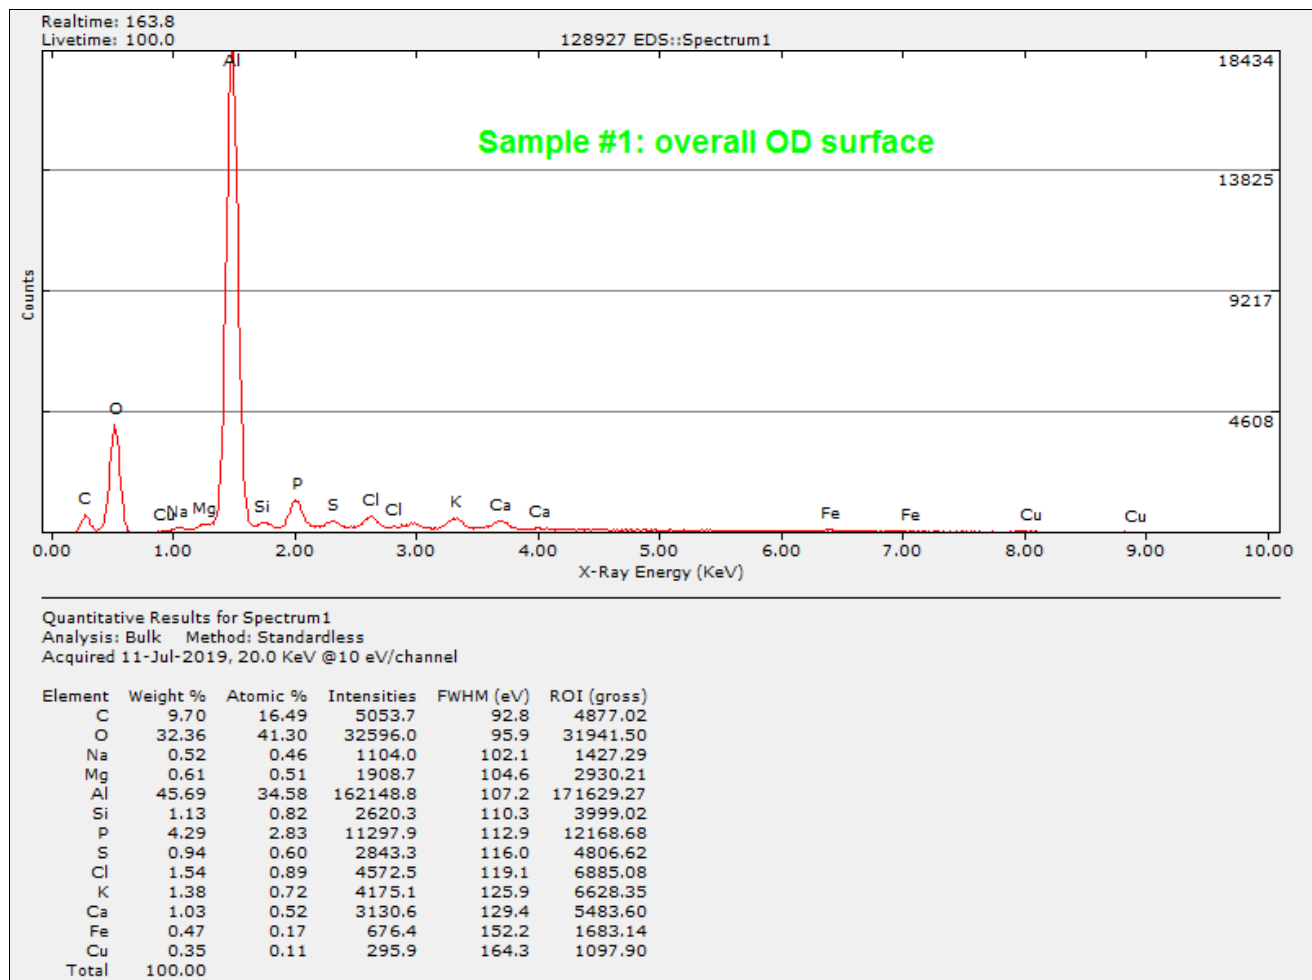 Realtime: 163.8
Livetime: 100.0
128927 EDS::Spectrum1
Al
18434
Sample #1: overall OD surface
13825
Counts
9217
O
4608
C
Cu
Na
Mg
Si
P
S
Cl
Cl
K
Ca
Ca
Fe
Fe
Cu
Cu
0.00 1.00 2.00 3.00 4.00 5.00 6.00 7.00 8.00 9.00 10.00
X-Ray Energy (KeV)
Quantitative Results for Spectrum1
Analysis: Bulk Method: Standardless
Acquired 11-Jul-2019, 20.0 KeV @10 eV/channel
Element Weight % Atomic % Intensities FWHM (eV) ROI (gross)
C 9.70 16.49 5053.7 92.8 4877.02
O 32.36 41.30 32596.0 95.9 31941.50
Na 0.52 0.46 1104.0 102.1 1427.29
Mg 0.61 0.51 1908.7 104.6 2930.21
Al 45.69 34.58 162148.8 107.2 171629.27
Si 1.13 0.82 2620.3 110.3 3999.02
P 4.29 2.83 11297.9 112.9 12168.68
S 0.94 0.60 2843.3 116.0 4806.62
Cl 1.54 0.89 4572.5 119.1 6885.08
K 1.38 0.72 4175.1 125.9 6628.35
Ca 1.03 0.52 3130.6 129.4 5483.60
Fe 0.47 0.17 676.4 152.2 1683.14
Cu 0.35 0.11 295.9 164.3 1097.90
Total 100.00